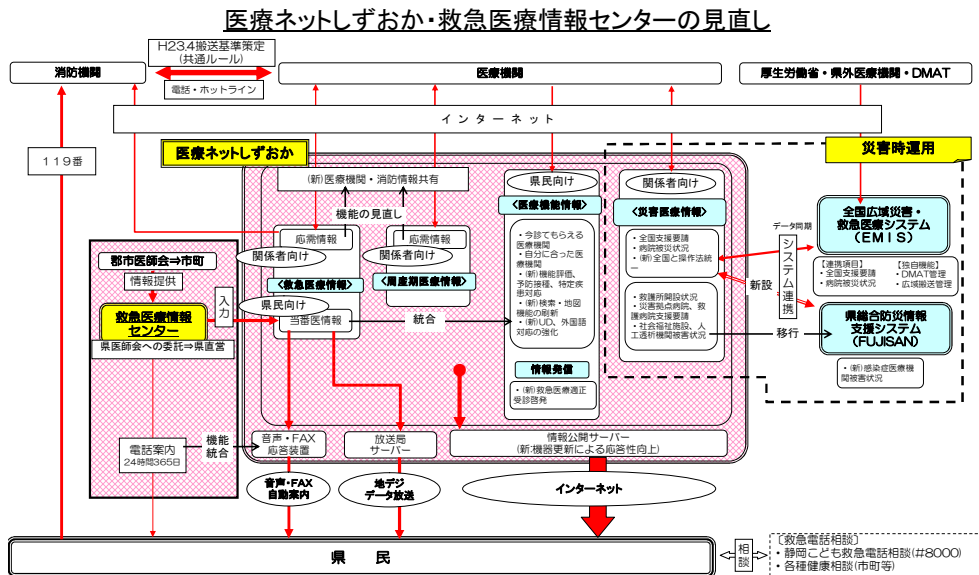 医療ネットしずおか・救急医療情報センターの見直し
H23.4搬送基準策定
(共通ルール)
消防機関
医療機関
厚生労働省・県外医療機関・DMAT
電話・ホットライン
インターネット
119番
医療ネットしずおか
災害時運用
(新)医療機関・消防情報共有
県民向け
関係者向け
機能の見直し
〈医療機能情報〉
〈災害医療情報〉
全国広域災害・
救急医療システム
(EMIS)
データ同期
応需情報
応需情報
関係者向け
関係者向け
・今診てもらえる
医療機関
・自分に合った医
療機関
・(新)機能評価、
予防接種、特定疾
患対応
・(新)検索・地図
機能の刷新
・(新)UD、外国語
対応の強化
・全国支援要請
・病院被災状況
・(新)全国と操作法統
一
システム連携
新設
【連携項目】
・全国支援要請
・病院被災状況
【独自機能】
・DMAT管理
・広域搬送管理
郡市医師会⇒市町
情報提供
入力
〈救急医療情報〉
〈周産期医療情報〉
県民向け
当番医情報
統合
・救護所開設状況
・災害拠点病院、救
護病院支援要請
・社会福祉施設、人
工透析機関被害状況
移行
県総合防災情報
支援システム
(FUJISAN)
救急医療情報
センター
県医師会への委託⇒県直営
情報発信
・(新)救急医療適正
受診啓発
・(新)感染症医療機
関被害状況
電話案内
24時間365日
機能
統合
音声・FAX
応答装置
放送局
サーバー
情報公開サーバー
(新:機器更新による応答性向上)
音声・FAX
自動案内
地デジ
データ放送
インターネット
県民
相談
〔救急電話相談〕
・静岡こども救急電話相談(#8000)
・各種健康相談(市町等)